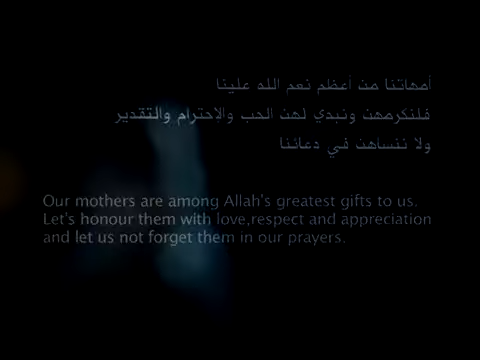 أمهاتنا من أعظم نعم الله علينا
فلنكرمهن ونبدي لهن الحب والاحترام والتقدير
ولا ننساهن في دعائنا
Our mothers are among Allah's greatest gifts to us.
Let's honour them with love,respect and appreciation
and let us not forget them in our prayers.